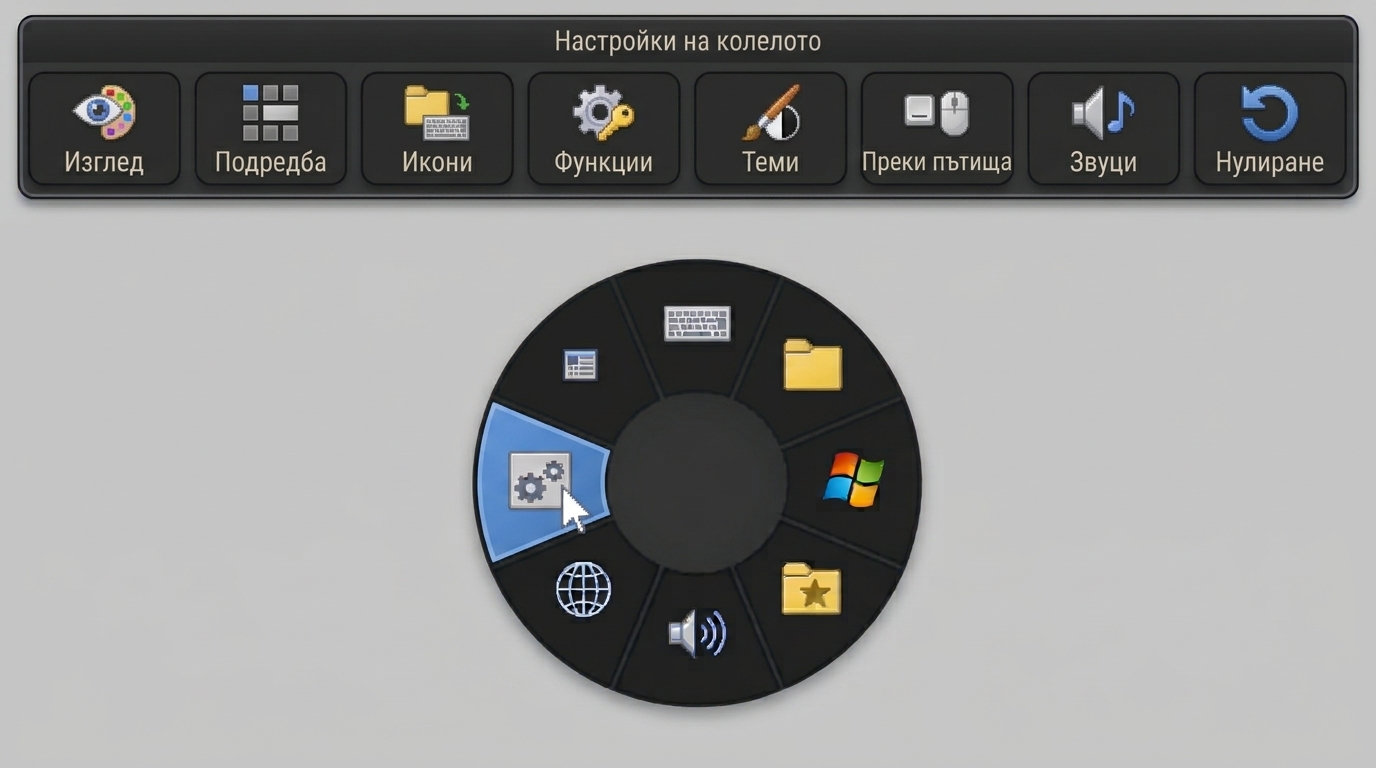 Настройки на колелото
Изглед
Подредба
Икони
Функции
Теми
Преки пътища
Звуци
Нулиране